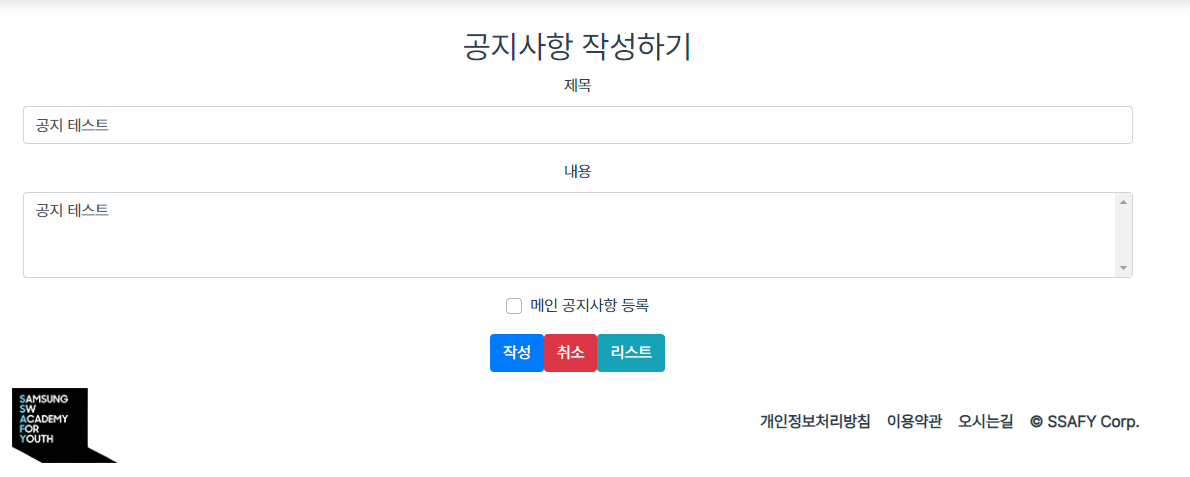 공지사항 작성하기
제목
공지 테스트
내용
공지 테스트
메인 공지사항 등록
작성 취소 리스트
SAMSUNG
SW
ACADEMY
FOR
YOUTH
개인정보처리방침 이용약관 오시는길 © SSAFY Corp.